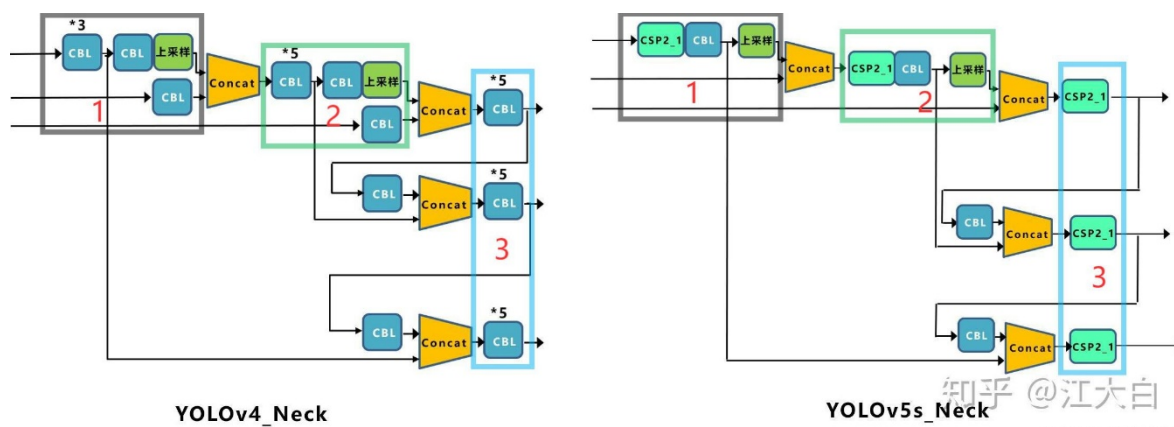 *3
CBL
CBL
上采样
Concat
CBL
1
*5
CBL
CBL
上采样
CBL
2
Concat
*5
CBL
CBL
Concat
*5
CBL
3
CBL
Concat
*5
CBL
YOLOv4_Neck
CSP2_1
CBL
上采样
1
Concat
CSP2_1
CBL
上采样
2
Concat
CSP2_1
CBL
Concat
CSP2_1
3
CBL
Concat
CSP2_1
YOLOv5s_Neck
知乎 @江大白